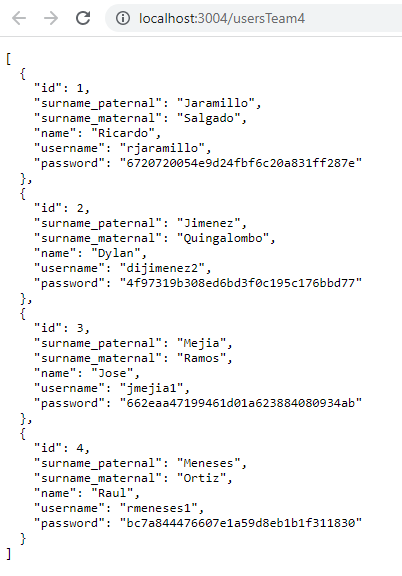 localhost:3004/usersTeam4
[
{
"id": 1,
"surname_paternal": "Jaramillo",
"surname_maternal": "Salgado",
"name": "Ricardo",
"username": "rjaramillo",
"password": "6720720054e9d24fbf6c20a831ff287e"
},
{
"id": 2,
"surname_paternal": "Jimenez",
"surname_maternal": "Quingalombo",
"name": "Dylan",
"username": "dijimenez2",
"password": "4f97319b308ed6bd3f0c195c176bbd77"
},
{
"id": 3,
"surname_paternal": "Mejia",
"surname_maternal": "Ramos",
"name": "Jose",
"username": "jmejia1",
"password": "662eaa47199461d01a623884080934ab"
},
{
"id": 4,
"surname_paternal": "Meneses",
"surname_maternal": "Ortiz",
"name": "Raul",
"username": "rmeneses1",
"password": "bc7a844476607e1a59d8eb1b1f311830"
}
]